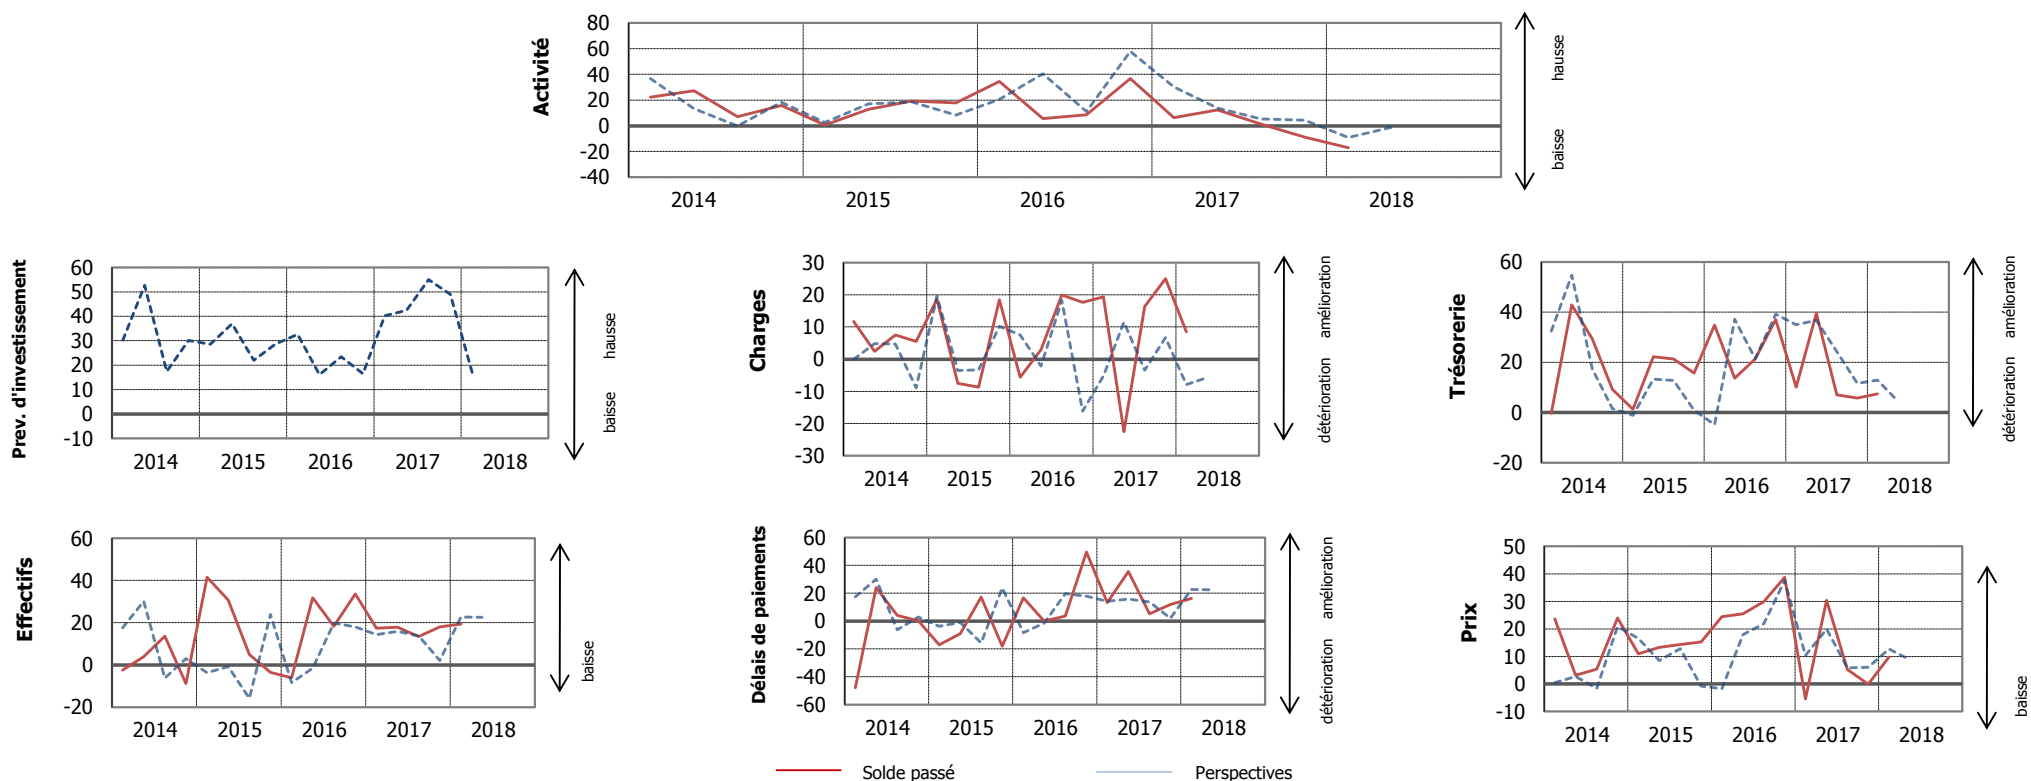 Activité
80
60
40
20
0
-20
-40
2014 2015 2016 2017 2018
hausse
baisse
Prev. d'investissement
60
50
40
30
20
10
0
-10
2014 2015 2016 2017 2018
hausse
baisse
Charges
30
20
10
0
-10
-20
-30
2014 2015 2016 2017 2018
amélioration
détérioration
Trésorerie
60
40
20
0
-20
2014 2015 2016 2017 2018
amélioration
détérioration
Effectifs
60
40
20
0
-20
2014 2015 2016 2017 2018
baisse
Délais de paiements
60
40
20
0
-20
-40
-60
2014 2015 2016 2017 2018
amélioration
détérioration
Prix
50
40
30
20
10
0
-10
2014 2015 2016 2017 2018
baisse
Solde passé Perspectives